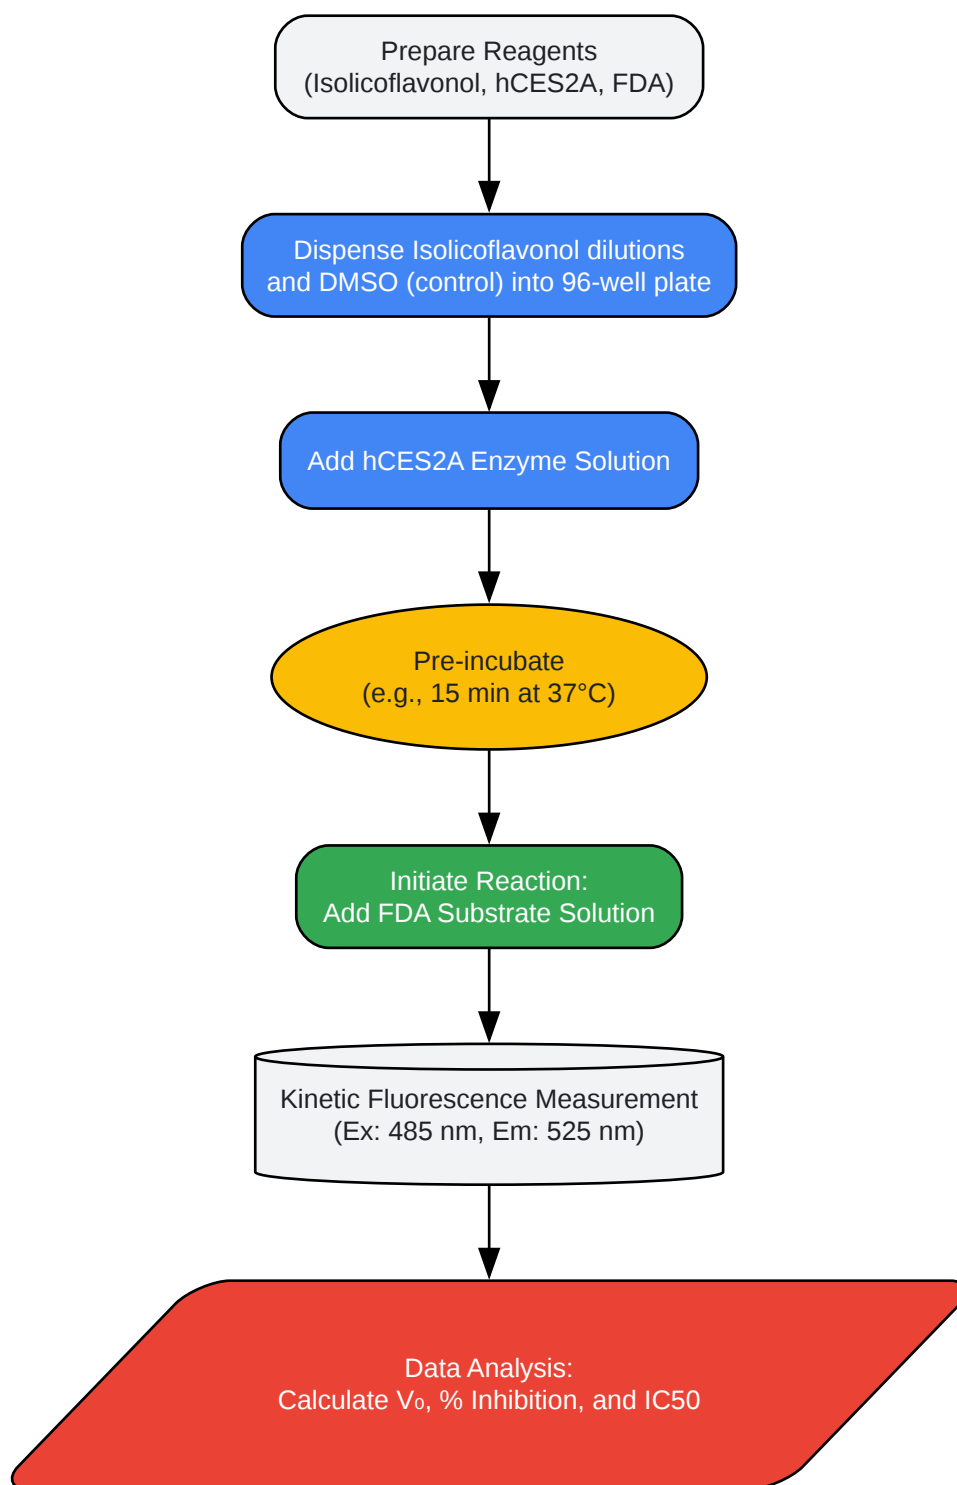 Prepare Reagents
(Isolicoflavonol, hCES2A, FDA)
Dispense Isolicoflavonol dilutions
and DMSO (control) into 96-well plate
Add hCES2A Enzyme Solution
Pre-incubate
(e.g., 15 min at 37°C)
Initiate Reaction:
Add FDA Substrate Solution
Kinetic Fluorescence Measurement
(Ex: 485 nm, Em: 525 nm)
Data Analysis:
Calculate V₀, % Inhibition, and IC50